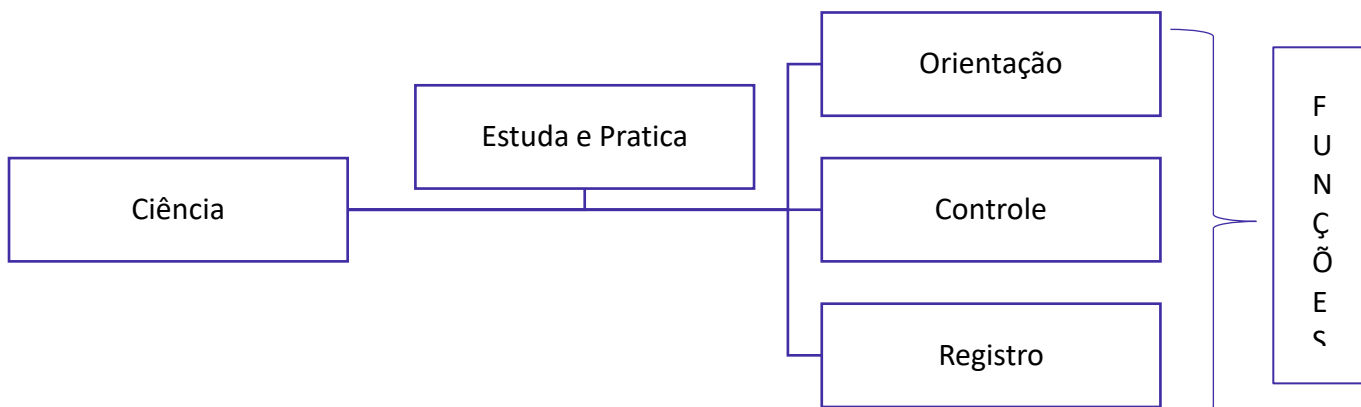 Ciência
Estuda e Pratica
Orientação
Controle
Registro
F
U
N
Ç
Õ
E
S